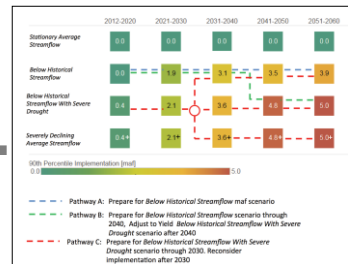 2012-2020 2021-2030 2031-2040 2041-2050 2051-2060
Stationary Average
Streamflow
0.0 0.0 0.0 0.0 0.0
Below Historical
Streamflow
0.0 1.9 3.1 3.5 3.9
Below Historical
Streamflow With Severe
Drought
0.4 2.1 3.6 4.6 5.0
Severely Declining
Average Streamflow
0.4+ 2.1+ 3.6+ 4.6+ 5.0+
90th Percentile Implementation [maf]
0.0 5.0
Pathway A: Prepare for Below Historical Streamflow maf scenario
Pathway B: Prepare for Below Historical Streamflow scenario through
2040, Adjust to Yield Below Historical Streamflow With Severe
Drought scenario after 2040
Pathway C: Prepare for Below Historical Streamflow With Severe
Drought scenario through 2030. Reconsider
implementation after 2030